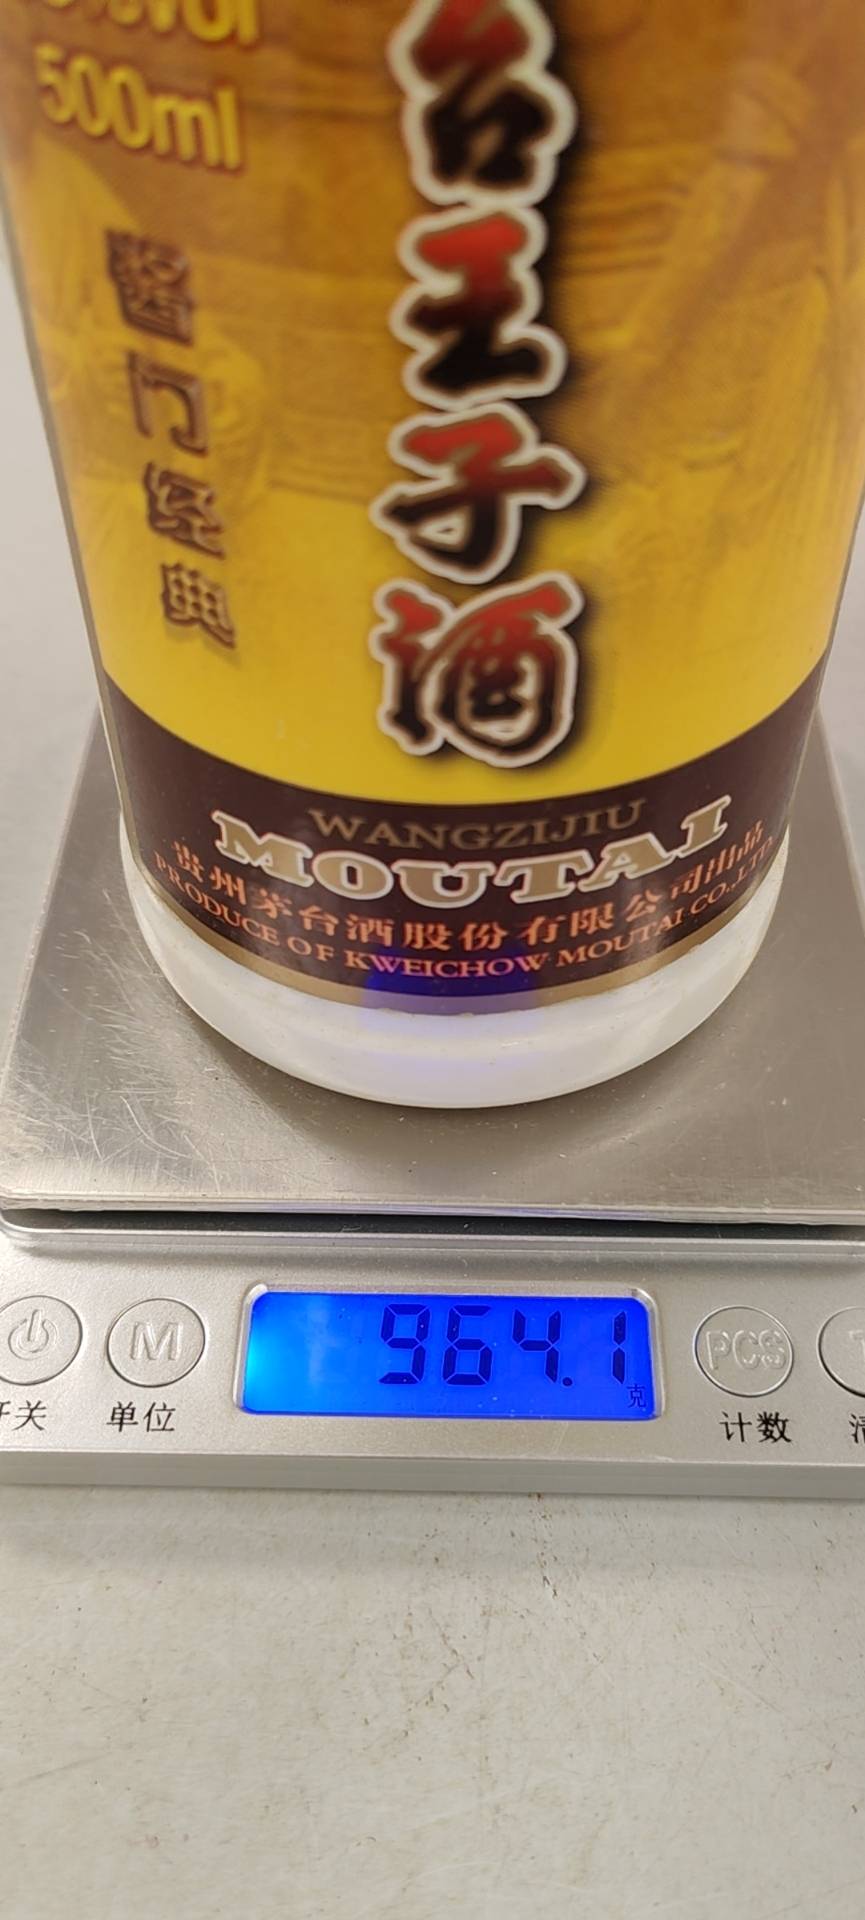 500ml
酱门经典
台王子酒
WANGZIJIU
MOUTAI
贵州茅台酒股份有限公司出品
PRODUCE OF KWEICHOW MOUTAI CO.,LTD.
964.1
克
M
PCS
开关
单位
计数